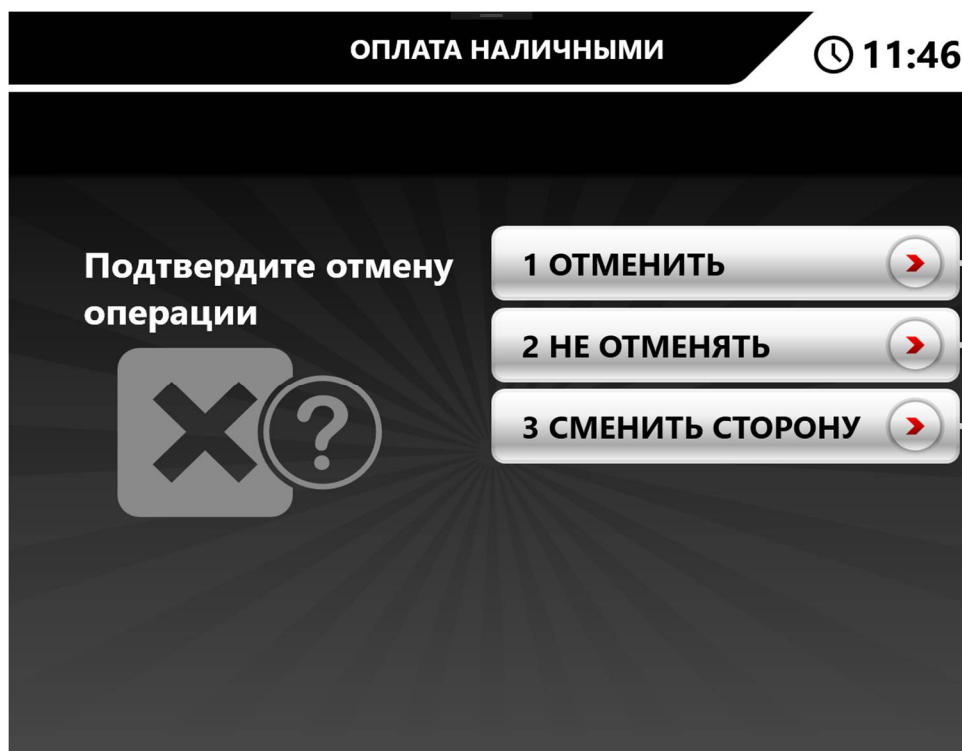 ОПЛАТА НАЛИЧНЫМИ
11:46
Подтвердите отмену
операции
1 ОТМЕНИТЬ
2 НЕ ОТМЕНЯТЬ
3 СМЕНИТЬ СТОРОНУ
?